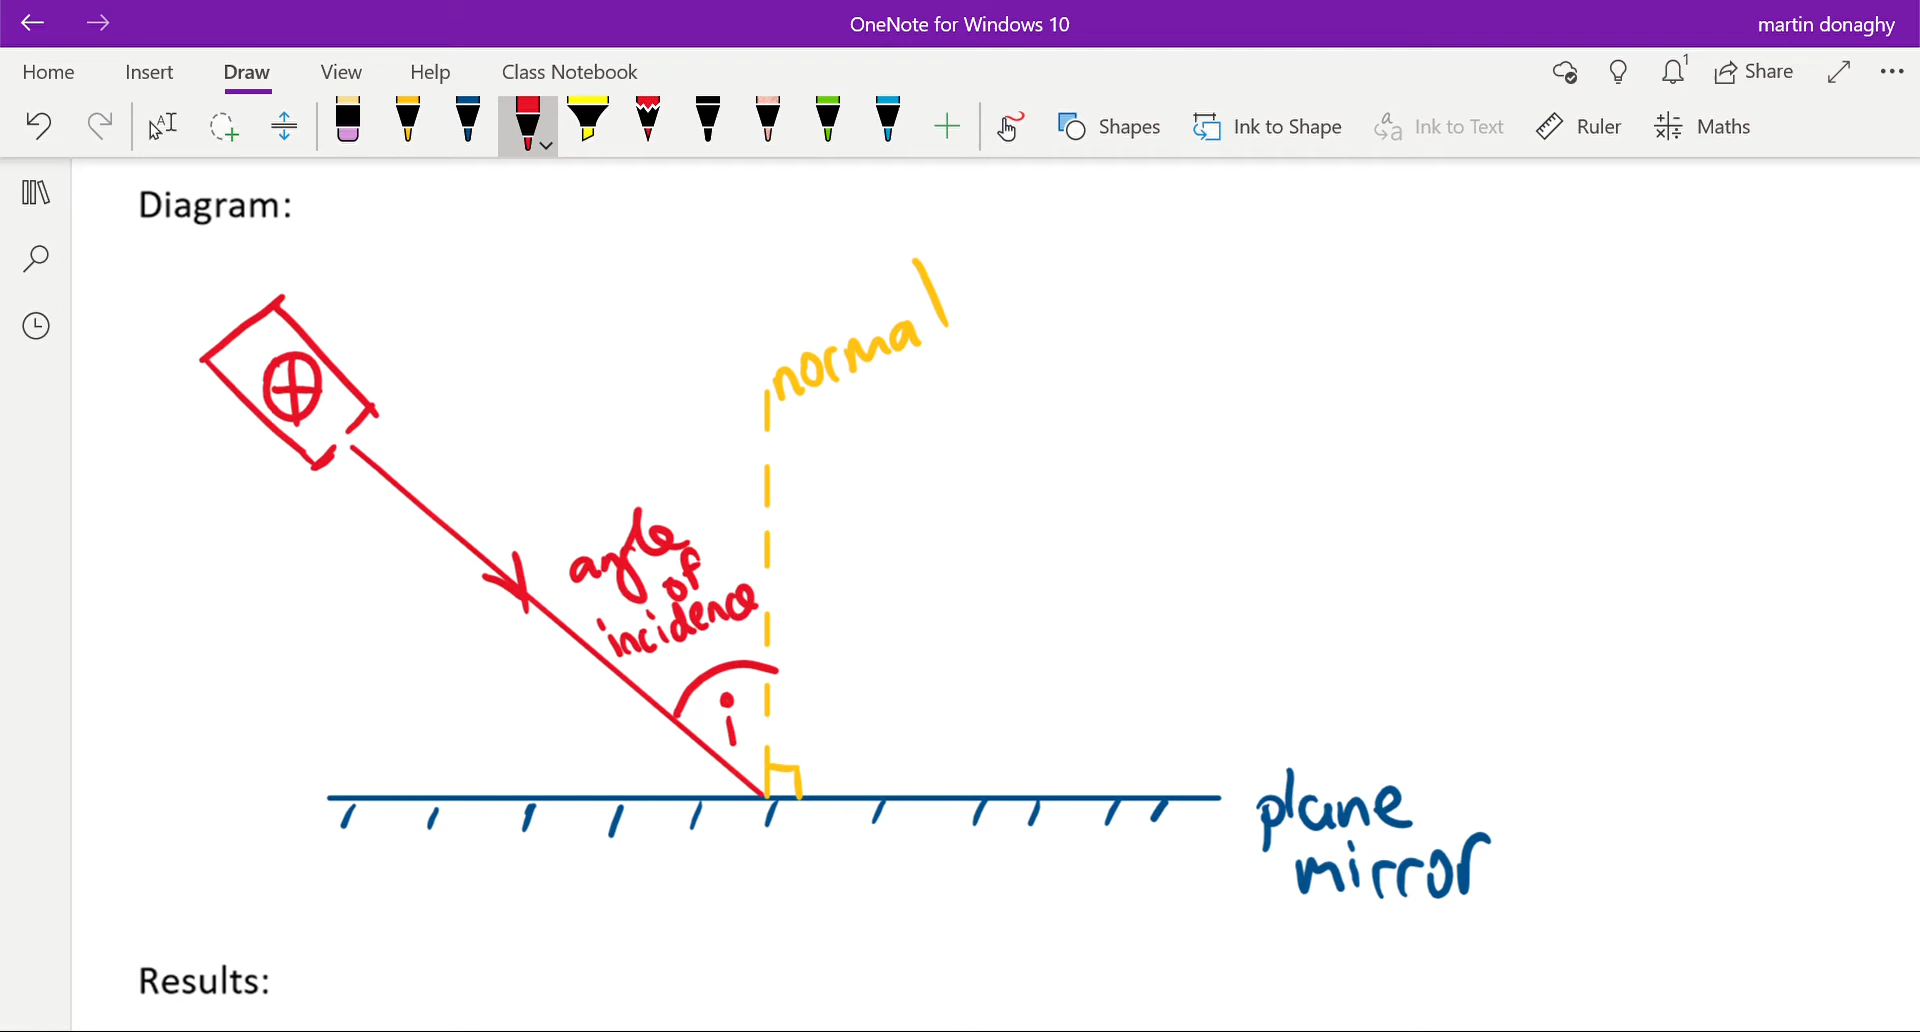 OneNote for Windows 10
martin donaghy
Home Insert Draw View Help Class Notebook
1
Share
Shapes
Ink to Shape
Ink to Text
Ruler
Maths
Diagram:
normal
angle
of
incidence
i
plane
mirror
Results: